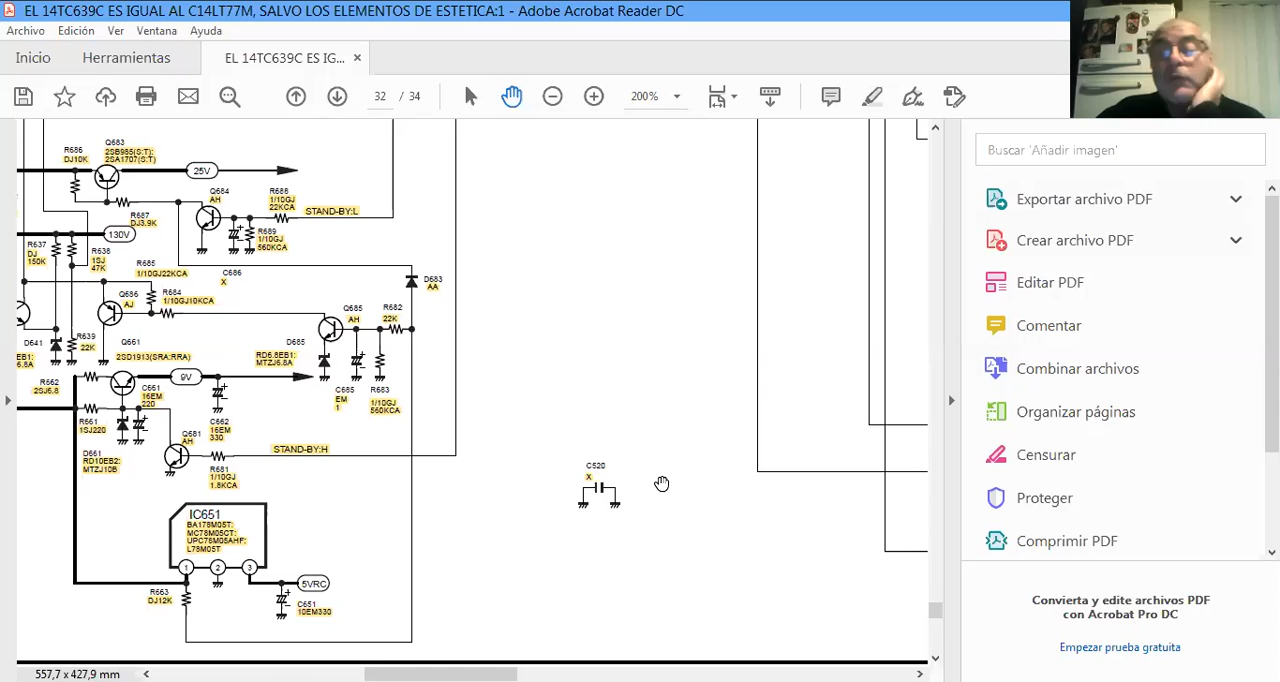 EL 14TC639C ES IGUAL AL C14LT77M, SALVO LOS ELEMENTOS DE ESTETICA:1 - Adobe Acrobat Reader DC
Archivo Edición Ver Ventana Ayuda
Inicio Herramientas EL 14TC639C ES IG... ×
32 / 34 200%
Q683
2SB985(S:T):
2SA1707(S:T)
R686
DJ10K
25V
Q684
AH
R688
1/10GJ
22KCA
STAND-BY:L
R687
DJ3.9K
R689
1/10GJ
560KCA
130V
R637
DJ
150K
R638
1SJ
47K
R685
1/10GJ22KCA
C686
X
D683
AA
Q686
AJ
R684
1/10GJ10KCA
Q685
AH
R682
22K
D641
R639
22K
Q661
2SD1913(SRA:RRA)
D685
RD6.8EB1:
MTZJ6.8A
EB1:
6.8A
R662
2SJ6.8
9V
C661
16EM
220
C685
EM
1
R683
1/10GJ
560KCA
R661
1SJ220
C662
16EM
330
Q681
AH
STAND-BY:H
D661
RD10EB2:
MTZJ10B
R681
1/10GJ
1.8KCA
C520
X
IC651
BA178M05T:
MC78M05CT:
UPC78M05AHF:
L78M05T
1 2 3
5VRC
R663
DJ12K
C651
10EM330
557,7 x 427,9 mm
Buscar 'Añadir imagen'
Exportar archivo PDF
Crear archivo PDF
Editar PDF
Comentar
Combinar archivos
Organizar páginas
Censurar
Proteger
Comprimir PDF
Convierta y edite archivos PDF
con Acrobat Pro DC
Empezar prueba gratuita